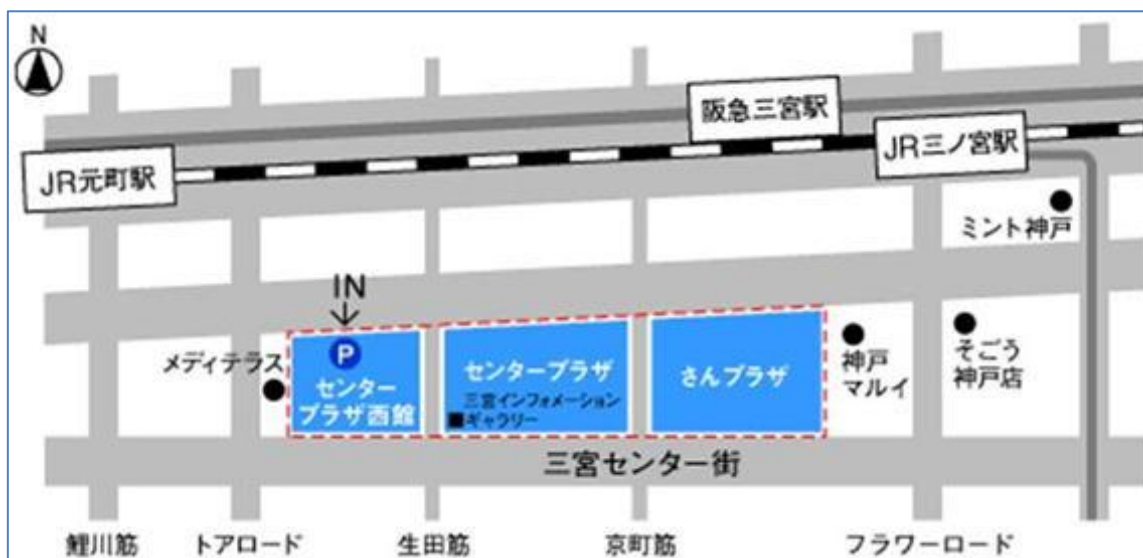 N
阪急三宮駅
JR三ノ宮駅
JR元町駅
ミント神戸
IN
P
メディテラス
センター
プラザ西館
センタープラザ
三宮インフォメーション
ギャラリー
さんプラザ
神戸
マルイ
そごう
神戸店
三宮センター街
鯉川筋
トアロード
生田筋
京町筋
フラワーロード